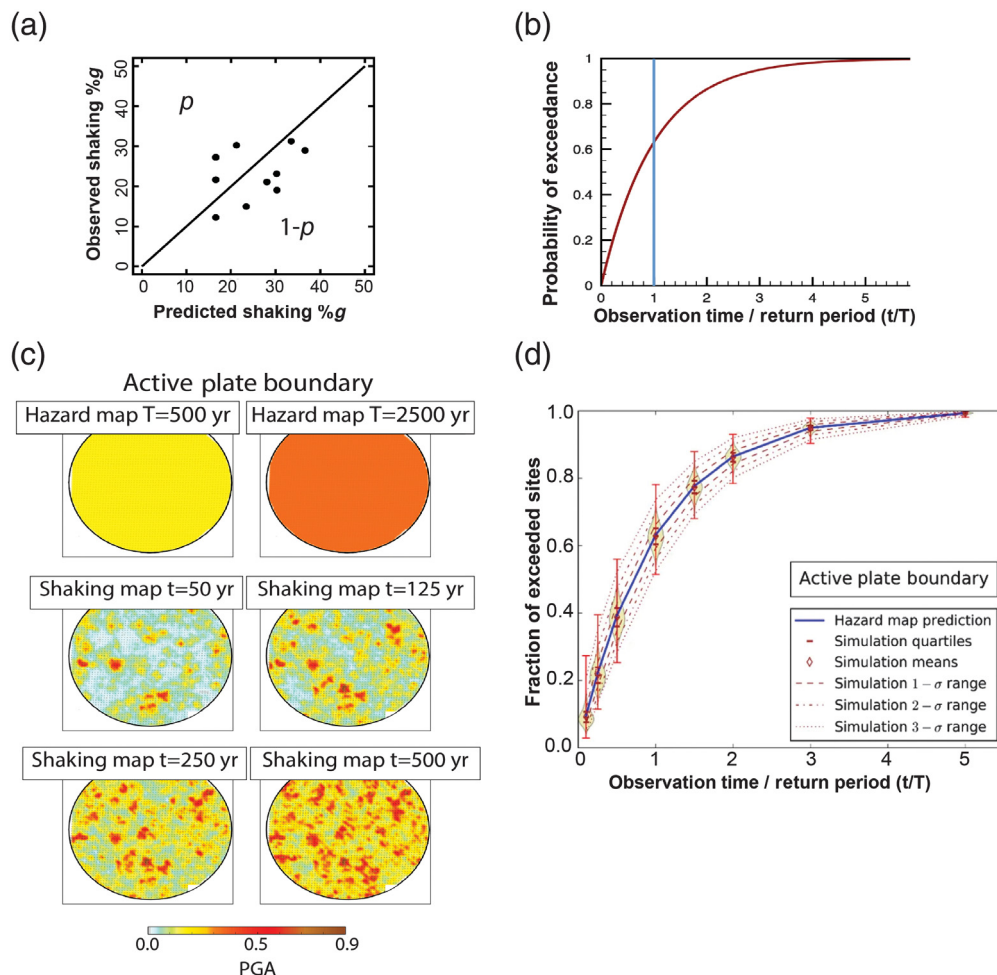 (a)
Observed shaking %g
50
40
30
20
10
0
p
1-p
0 10 20 30 40 50
Predicted shaking %g
(b)
Probability of exceedance
1
0.8
0.6
0.4
0.2
0
0 1 2 3 4 5
Observation time / return period (t/T)
(c)
Active plate boundary
Hazard map T=500 yr
Hazard map T=2500 yr
Shaking map t=50 yr
Shaking map t=125 yr
Shaking map t=250 yr
Shaking map t=500 yr
0.0 0.5 0.9
PGA
(d)
Fraction of exceeded sites
1.0
0.8
0.6
0.4
0.2
0.0
0 1 2 3 4 5
Observation time / return period (t/T)
Active plate boundary
Hazard map prediction
Simulation quartiles
Simulation means
Simulation 1 − σ range
Simulation 2 − σ range
Simulation 3 − σ range